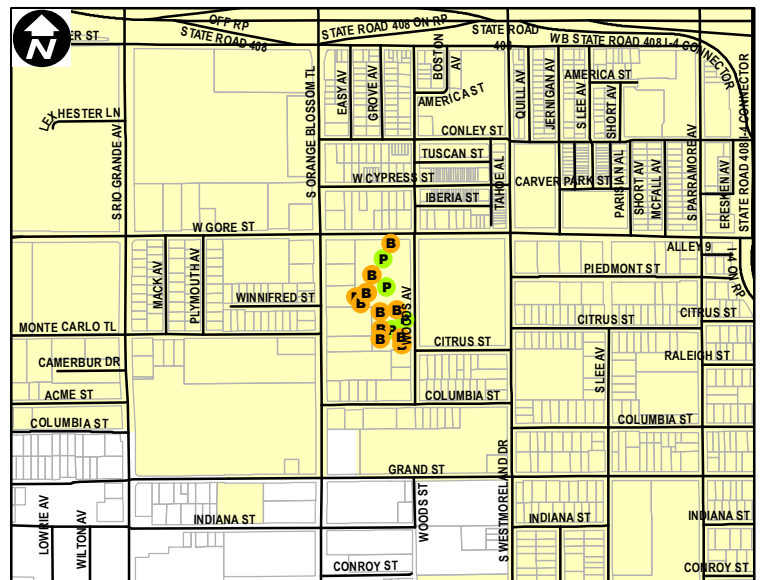 N
ER ST
OFF RP
STATE ROAD 408
STATE ROAD 408 ON RP
STATE ROAD
408
WB STATE ROAD 408 I-4 CONNECTOR
STATE ROAD 408 I-4 CONNECTOR
BOSTON
AV
EASY AV
GROVE AV
AMERICA ST
QUILL AV
JERNIGAN AV
S LEE AV
AMERICA ST
SHORT AV
LEXHESTER LN
S RIO GRANDE AV
S ORANGE BLOSSOM TL
CONLEY ST
TUSCAN ST
W CYPRESS ST
IBERIA ST
TAHOE AL
CARVER PARK ST
PARISIAN AL
SHORT AV
MCFALL AV
S PARRAMORE AV
ERESKEN AV
W GORE ST
ALLEY 9
I-4 ON RP
MACK AV
PLYMOUTH AV
WINNIFRED ST
B
P
B
P
B
B
B
B
P
B
B
B
WOODS AV
PIEDMONT ST
CITRUS ST
CITRUS ST
CITRUS ST
MONTE CARLO TL
CAMERBUR DR
ACME ST
COLUMBIA ST
COLUMBIA ST
COLUMBIA ST
S LEE AV
RALEIGH ST
GRAND ST
S WESTMORELAND DR
WOODS ST
INDIANA ST
INDIANA ST
INDIANA ST
LOWRIE AV
WILTON AV
CONROY ST
CONROY ST